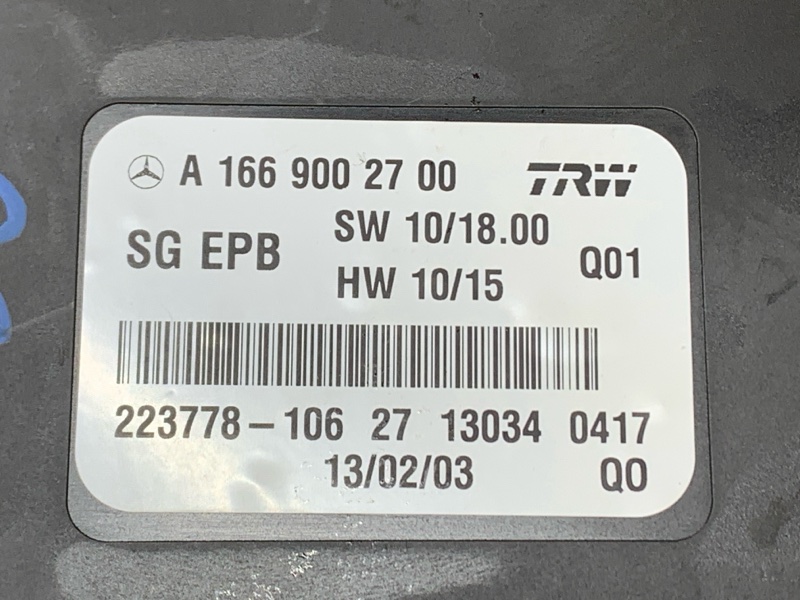 A 166 900 27 00 TRW
SG EPB SW 10/18.00 Q01
HW 10/15
223778-106 27 13034 0417
13/02/03 QO